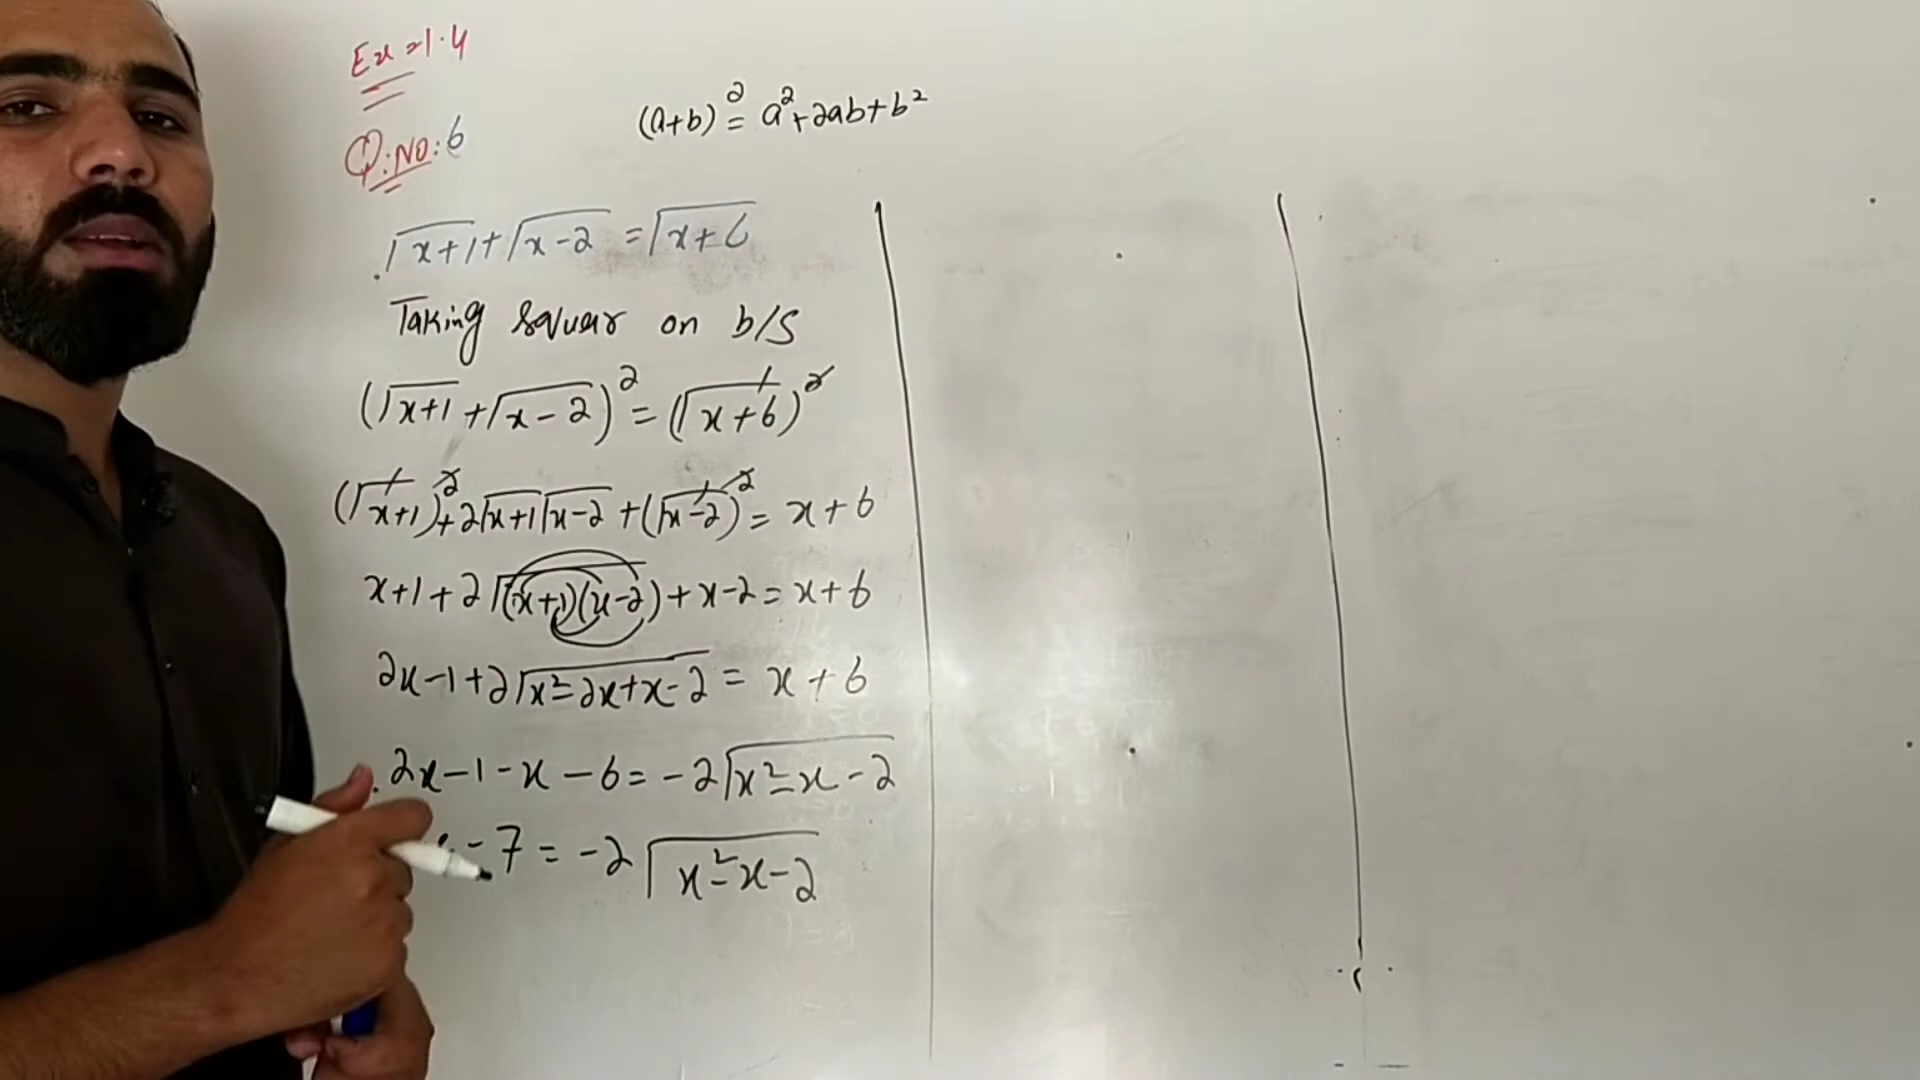 Ex=1.4
Q:NO:6
(a+b)²=a²+2ab+b²
√x+1+√x-2=√x+6
Taking Squar on b/S
(√x+1+√x-2)²=(√x+6)²
(√x+1)²+2√x+1√x-2+(√x-2)²=x+6
x+1+2√(x+1)(x-2)+x-2=x+6
2x-1+2√x²-2x+x-2=x+6
2x-1-x-6=-2√x²-x-2
-7=-2√x²-x-2